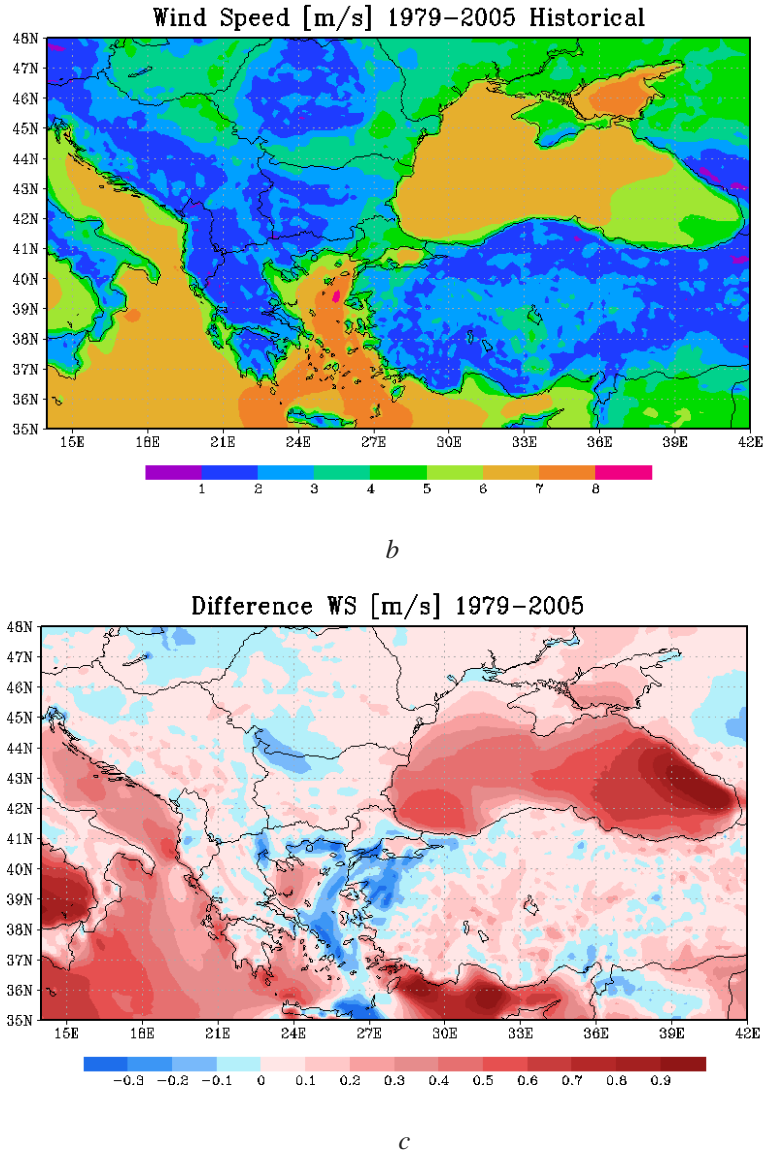 Wind Speed [m/s] 1979-2005 Historical
48N
47N
46N
45N
44N
43N
42N
41N
40N
39N
38N
37N
36N
35N
15E 18E 21E 24E 27E 30E 33E 36E 39E 42E
1 2 3 4 5 6 7 8
b
Difference WS [m/s] 1979-2005
48N
47N
46N
45N
44N
43N
42N
41N
40N
39N
38N
37N
36N
35N
15E 18E 21E 24E 27E 30E 33E 36E 39E 42E
-0.3 -0.2 -0.1 0 0.1 0.2 0.3 0.4 0.5 0.6 0.7 0.8 0.9
c